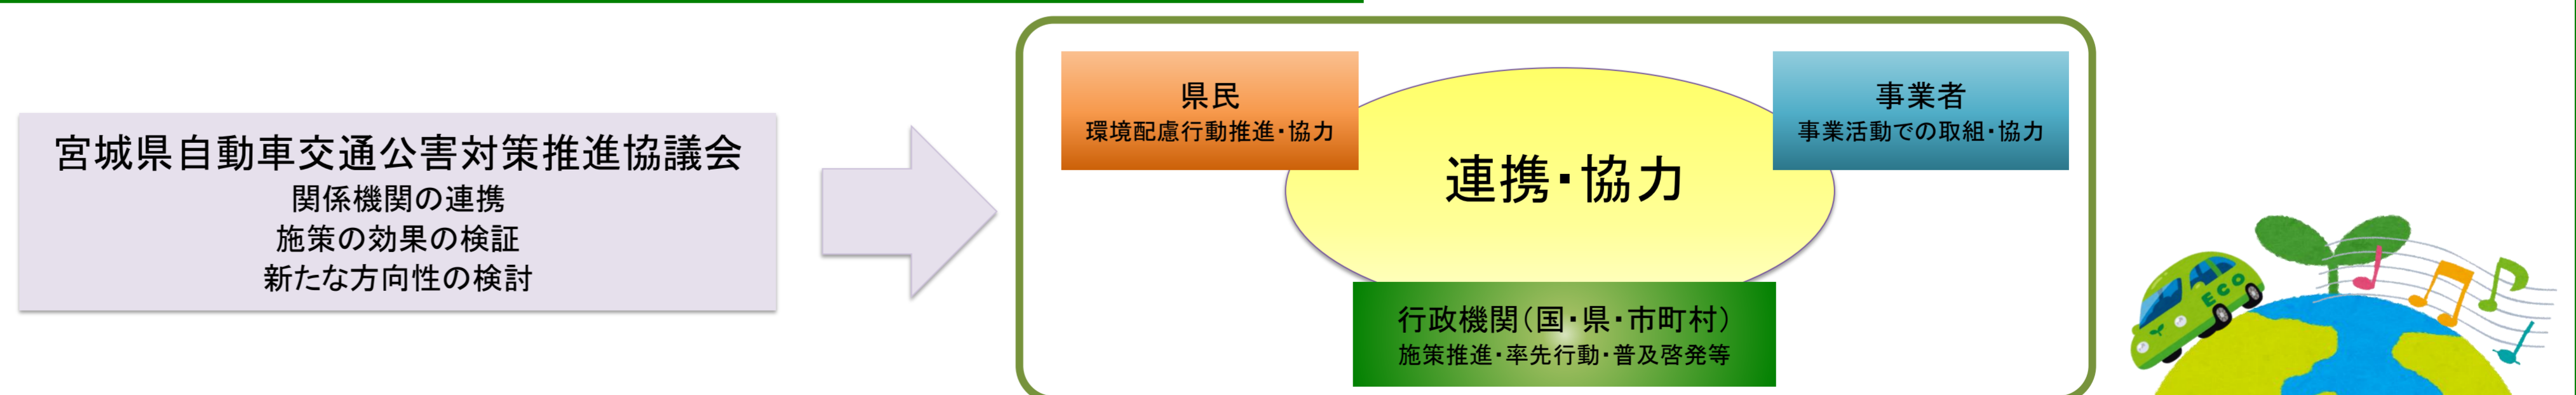 宮城県自動車交通公害対策推進協議会
関係機関の連携
施策の効果の検証
新たな方向性の検討
県民
環境配慮行動推進・協力
事業者
事業活動での取組・協力
連携・協力
行政機関(国・県・市町村)
施策推進・率先行動・普及啓発等
ECO